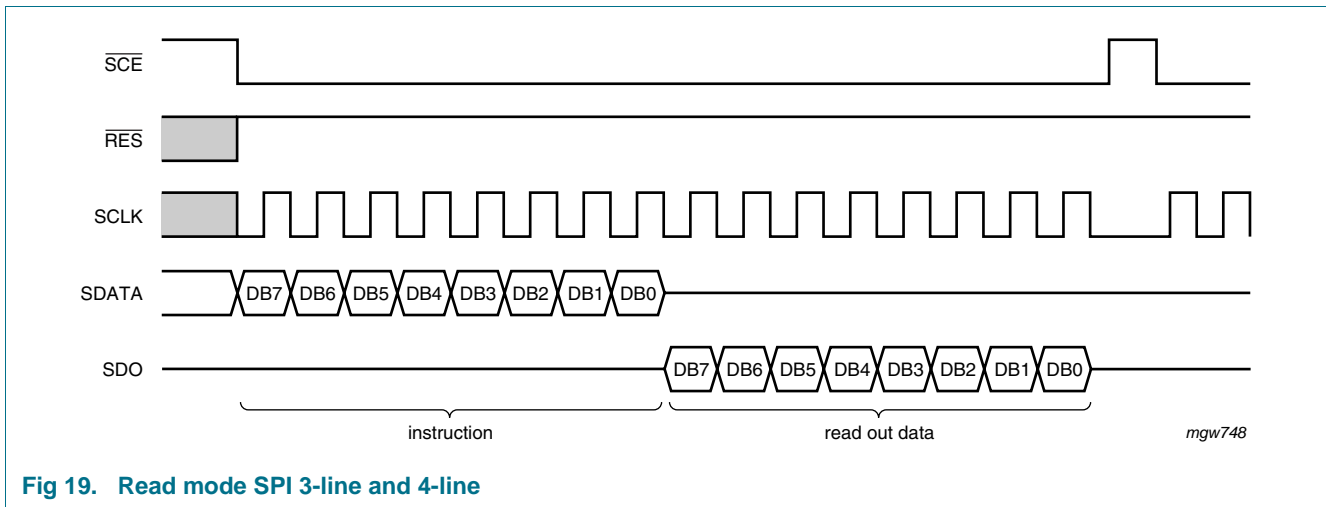 SCE
RES
SCLK
SDATA DB7 DB6 DB5 DB4 DB3 DB2 DB1 DB0
SDO DB7 DB6 DB5 DB4 DB3 DB2 DB1 DB0
instruction read out data mgw748
Fig 19. Read mode SPI 3-line and 4-line